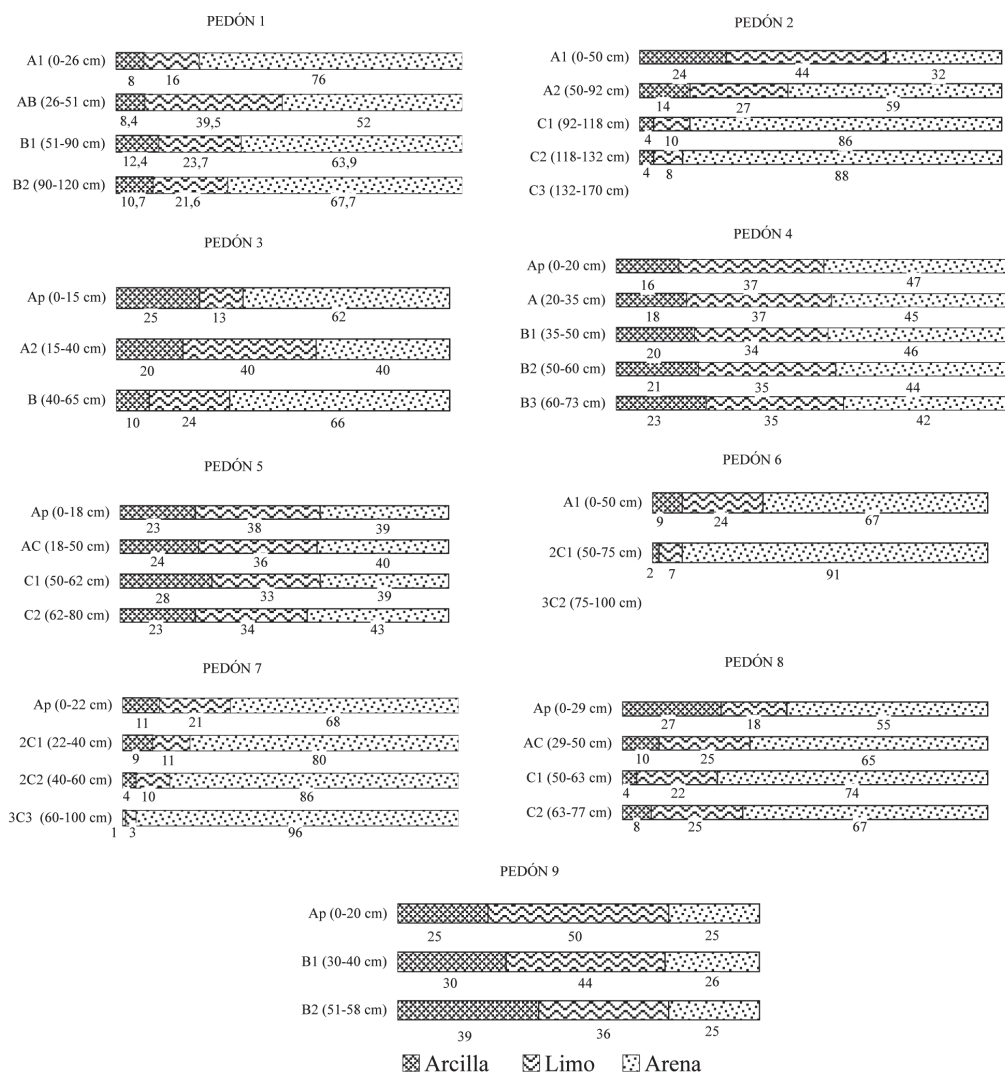 PEDÓN 1
A1 (0-26 cm)
8 16 76
AB (26-51 cm)
8,4 39,5 52
B1 (51-90 cm)
12,4 23,7 63,9
B2 (90-120 cm)
10,7 21,6 67,7
PEDÓN 2
A1 (0-50 cm)
24 44 32
A2 (50-92 cm)
14 27 59
C1 (92-118 cm)
4 10 86
C2 (118-132 cm)
4 8 88
C3 (132-170 cm)
PEDÓN 3
Ap (0-15 cm)
25 13 62
A2 (15-40 cm)
20 40 40
B (40-65 cm)
10 24 66
PEDÓN 4
Ap (0-20 cm)
16 37 47
A (20-35 cm)
18 37 45
B1 (35-50 cm)
20 34 46
B2 (50-60 cm)
21 35 44
B3 (60-73 cm)
23 35 42
PEDÓN 5
Ap (0-18 cm)
23 38 39
AC (18-50 cm)
24 36 40
C1 (50-62 cm)
28 33 39
C2 (62-80 cm)
23 34 43
PEDÓN 6
A1 (0-50 cm)
9 24 67
2C1 (50-75 cm)
2 7 91
3C2 (75-100 cm)
PEDÓN 7
Ap (0-22 cm)
11 21 68
2C1 (22-40 cm)
9 11 80
2C2 (40-60 cm)
4 10 86
3C3 (60-100 cm)
1 3 96
PEDÓN 8
Ap (0-29 cm)
27 18 55
AC (29-50 cm)
10 25 65
C1 (50-63 cm)
4 22 74
C2 (63-77 cm)
8 25 67
PEDÓN 9
Ap (0-20 cm)
25 50 25
B1 (30-40 cm)
30 44 26
B2 (51-58 cm)
39 36 25
Arcilla Limo Arena